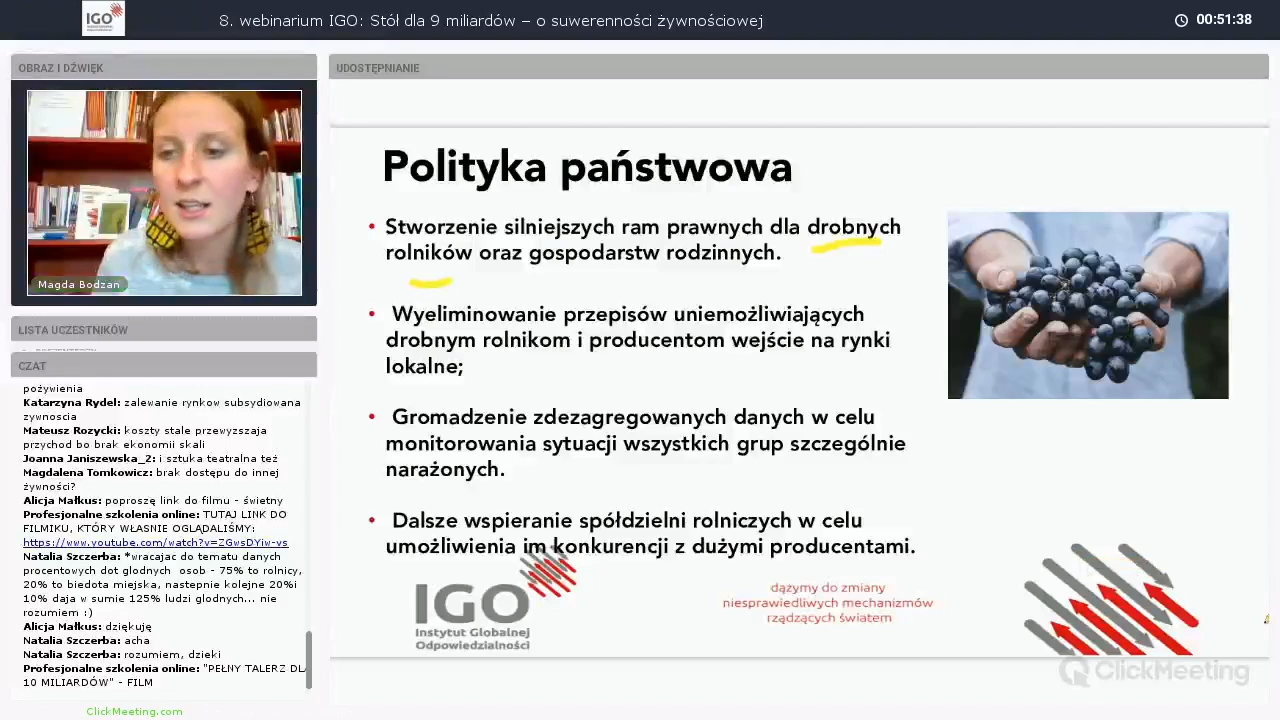 IGO
8. webinarium IGO: Stół dla 9 miliardów – o suwerenności żywnościowej
00:51:38
OBRAZ I DŹWIĘK
Magda Bodzan
LISTA UCZESTNIKÓW
CZAT
pożywienia
Katarzyna Rydel: zalewanie rynkow subsydiowana
zywnoscia
Mateusz Rozycki: koszty stale przewyzszaja
przychod bo brak ekonomii skali
Joanna Janiszewska_2: i sztuka teatralna też
Magdalena Tomkowicz: brak dostępu do innej
żywności?
Alicja Małkus: poproszę link do filmu - świetny
Profesjonalne szkolenia online: TUTAJ LINK DO
FILMIKU, KTÓRY WŁASNIE OGLĄDALIŚMY:
https://www.youtube.com/watch?v=ZGwsDYiw-vs
Natalia Szczerba: *wracajac do tematu danych
procentowych dot glodnych osob - 75% to rolnicy,
20% to biedota miejska, nastepnie kolejne 20%i
10% daja w sumie 125% ludzi glodnych... nie
rozumiem :)
Alicja Małkus: dziękuję
Natalia Szczerba: acha
Natalia Szczerba: rozumiem, dzieki
Profesjonalne szkolenia online: "PEŁNY TALERZ DLA
10 MILIARDÓW" - FILM
ClickMeeting.com
UDOSTĘPNIANIE
Polityka państwowa
• Stworzenie silniejszych ram prawnych dla drobnych
rolników oraz gospodarstw rodzinnych.
• Wyeliminowanie przepisów uniemożliwiających
drobnym rolnikom i producentom wejście na rynki
lokalne;
• Gromadzenie zdezagregowanych danych w celu
monitorowania sytuacji wszystkich grup szczególnie
narażonych.
• Dalsze wspieranie spółdzielni rolniczych w celu
umożliwienia im konkurencji z dużymi producentami.
IGO
Instytut Globalnej
Odpowiedzialności
dążymy do zmiany
niesprawiedliwych mechanizmów
rządzących światem
ClickMeeting